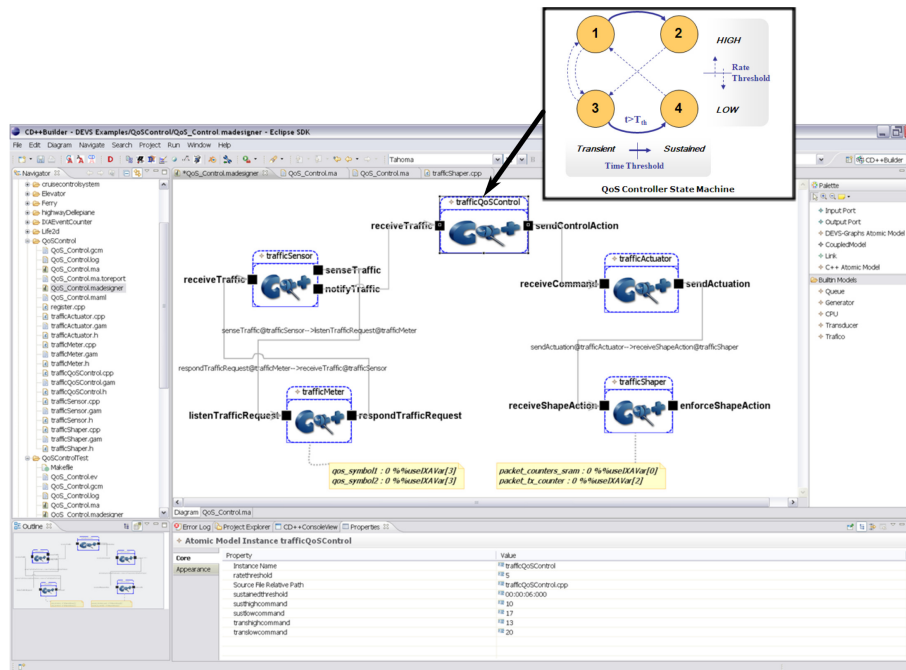 1
2
HIGH
Rate
Threshold
3
4
LOW
t>Tth
Transient
Sustained
Time Threshold
QoS Controller State Machine
CD++Builder - DEVS Examples/QoSControl/QoS_Control.madesigner - Eclipse SDK
File Edit Diagram Navigate Search Project Run Window Help
Tahoma
CD++Builder
Navigator
*QoS_Control.madesigner
QoS_Control.ma
QoS_Control.ma
trafficShaper.cpp
cruisecontrolsystem
Elevator
Ferry
highwayDellepiane
IXAEventCounter
Life2d
QoSControl
QoS_Control.gcm
QoS_Control.log
QoS_Control.ma
QoS_Control.ma.toreport
QoS_Control.madesigner
QoS_Control.maml
register.cpp
trafficActuator.cpp
trafficActuator.gam
trafficActuator.h
trafficMeter.cpp
trafficMeter.gam
trafficMeter.h
trafficQoSControl.cpp
trafficQoSControl.gam
trafficQoSControl.h
trafficSensor.cpp
trafficSensor.gam
trafficSensor.h
trafficShaper.cpp
trafficShaper.gam
trafficShaper.h
QoSControlTest
Makefile
QoS_Control.ev
QoS_Control.gcm
QoS_Control.log
QoS_Control.ma
QoS_Control.madesigner
trafficQoSControl
receiveTraffic
sendControlAction
trafficSensor
receiveTraffic
senseTraffic
notifyTraffic
trafficActuator
receiveCommand
sendActuation
senseTraffic@trafficSensor-->listenTrafficRequest@trafficMeter
sendActuation@trafficActuator-->receiveShapeAction@trafficShaper
respondTrafficRequest@trafficMeter-->receiveTraffic@trafficSensor
trafficMeter
listenTrafficRequest
respondTrafficRequest
trafficShaper
receiveShapeAction
enforceShapeAction
qos_symbol1 : 0 %%useIXAVar[3]
qos_symbol2 : 0 %%useIXAVar[3]
packet_counters_sram : 0 %%useIXAVar[0]
packet_tx_counter : 0 %%useIXAVar[2]
Diagram QoS_Control.ma
Palette
Input Port
Output Port
DEVS-Graphs Atomic Model
CoupledModel
Link
C++ Atomic Model
Builtin Models
Queue
Generator
CPU
Transducer
Trafico
Outline
Error Log Project Explorer CD++ConsoleView Properties
Atomic Model Instance trafficQoSControl
Core
Appearance
Property Value
Instance Name trafficQoSControl
ratethreshold 5
Source File Relative Path trafficQoSControl.cpp
sustainedthreshold 00:00:06:000
susthighcommand 10
sustlowcommand 17
transhighcommand 13
translowcommand 20